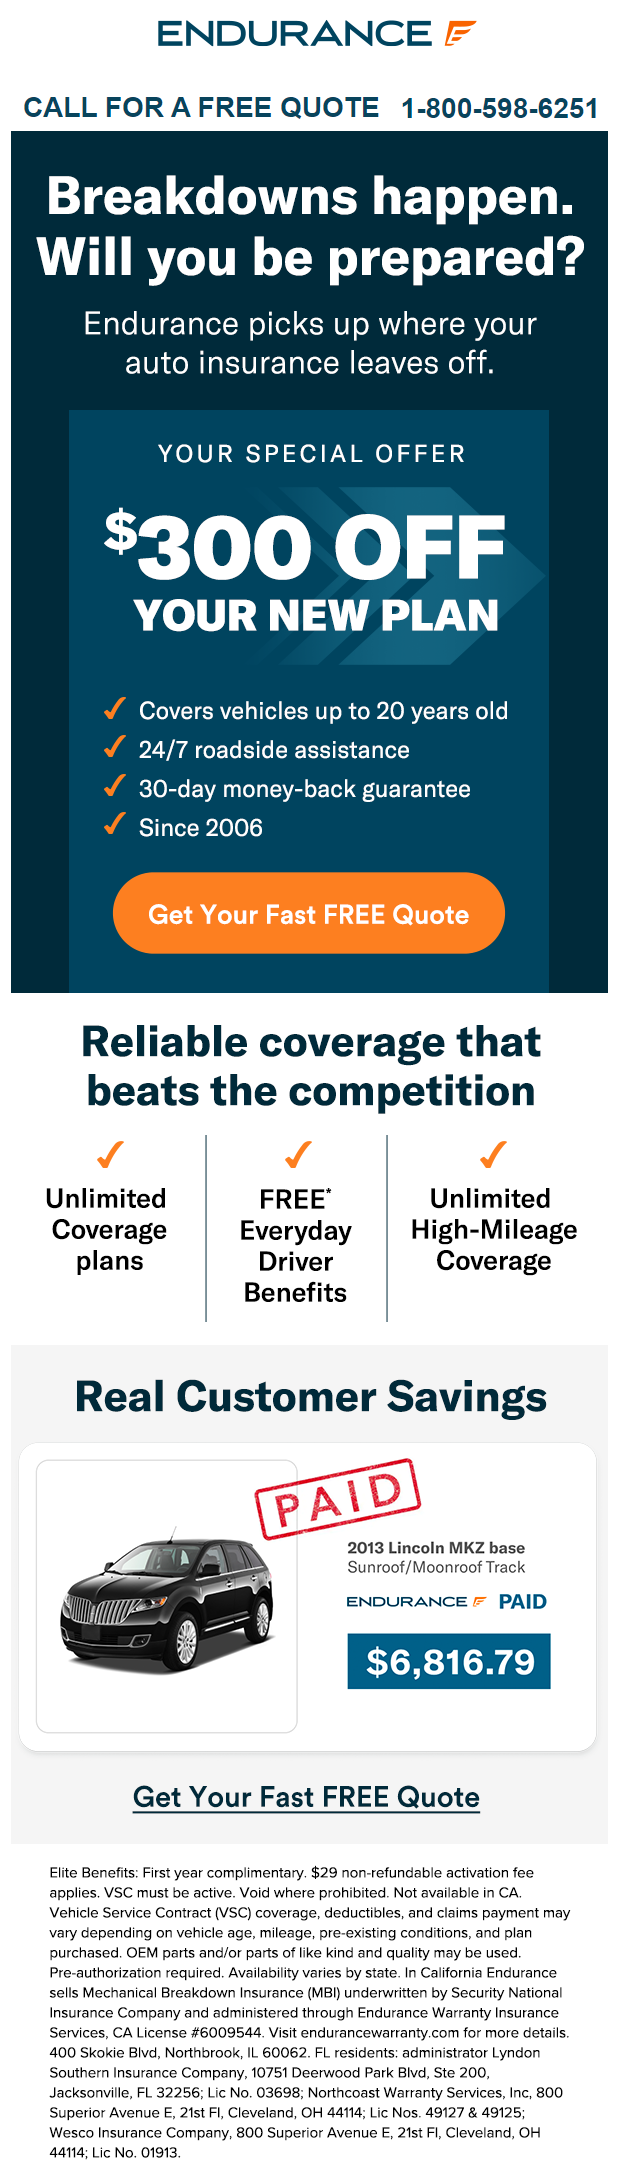 ENDURANCE
CALL FOR A FREE QUOTE 1-800-598-6251
Breakdowns happen.
Will you be prepared?
Endurance picks up where your
auto insurance leaves off.
YOUR SPECIAL OFFER
$300 OFF
YOUR NEW PLAN
✓ Covers vehicles up to 20 years old
✓ 24/7 roadside assistance
✓ 30-day money-back guarantee
✓ Since 2006
Get Your Fast FREE Quote
Reliable coverage that
beats the competition
Unlimited
Coverage
plans
FREE*
Everyday
Driver
Benefits
Unlimited
High-Mileage
Coverage
Real Customer Savings
PAID
2013 Lincoln MKZ base
Sunroof/Moonroof Track
ENDURANCE PAID
$6,816.79
Get Your Fast FREE Quote
Elite Benefits: First year complimentary. $29 non-refundable activation fee
applies. VSC must be active. Void where prohibited. Not available in CA.
Vehicle Service Contract (VSC) coverage, deductibles, and claims payment may
vary depending on vehicle age, mileage, pre-existing conditions, and plan
purchased. OEM parts and/or parts of like kind and quality may be used.
Pre-authorization required. Availability varies by state. In California Endurance
sells Mechanical Breakdown Insurance (MBI) underwritten by Security National
Insurance Company and administered through Endurance Warranty Insurance
Services, CA License #6009544. Visit endurancewarranty.com for more details.
400 Skokie Blvd, Northbrook, IL 60062. FL residents: administrator Lyndon
Southern Insurance Company, 10751 Deerwood Park Blvd, Ste 200,
Jacksonville, FL 32256; Lic No. 03698; Northcoast Warranty Services, Inc, 800
Superior Avenue E, 21st Fl, Cleveland, OH 44114; Lic Nos. 49127 & 49125;
Wesco Insurance Company, 800 Superior Avenue E, 21st Fl, Cleveland, OH
44114; Lic No. 01913.